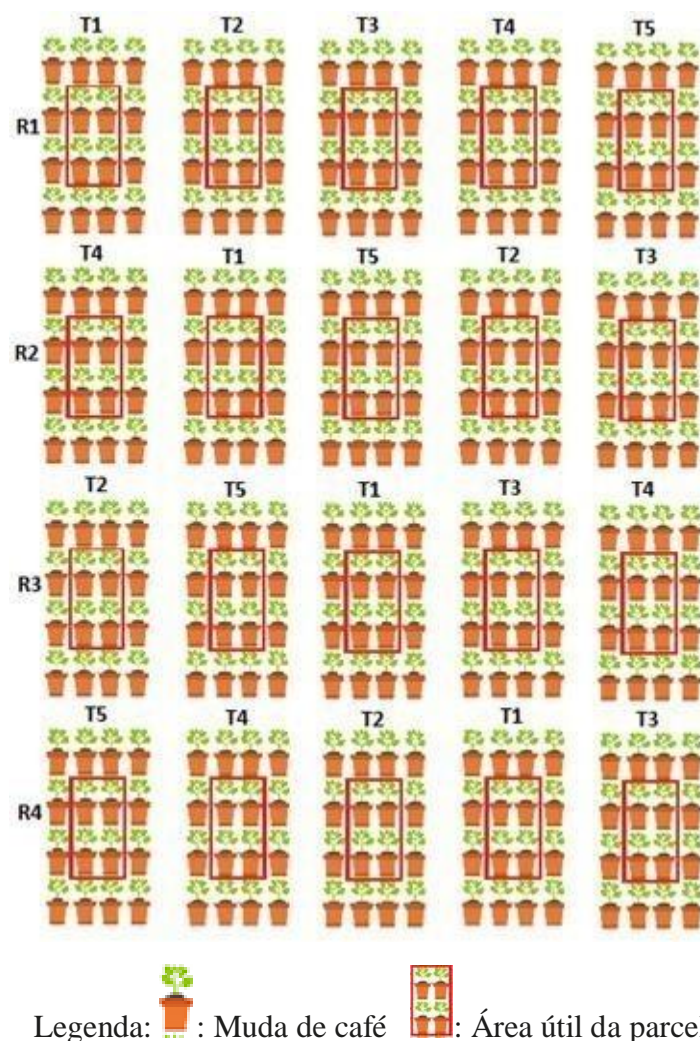 T1 T2 T3 T4 T5
R1
T4 T1 T5 T2 T3
R2
T2 T5 T1 T3 T4
R3
T5 T4 T2 T1 T3
R4
Legenda: : Muda de café : Área útil da parcel